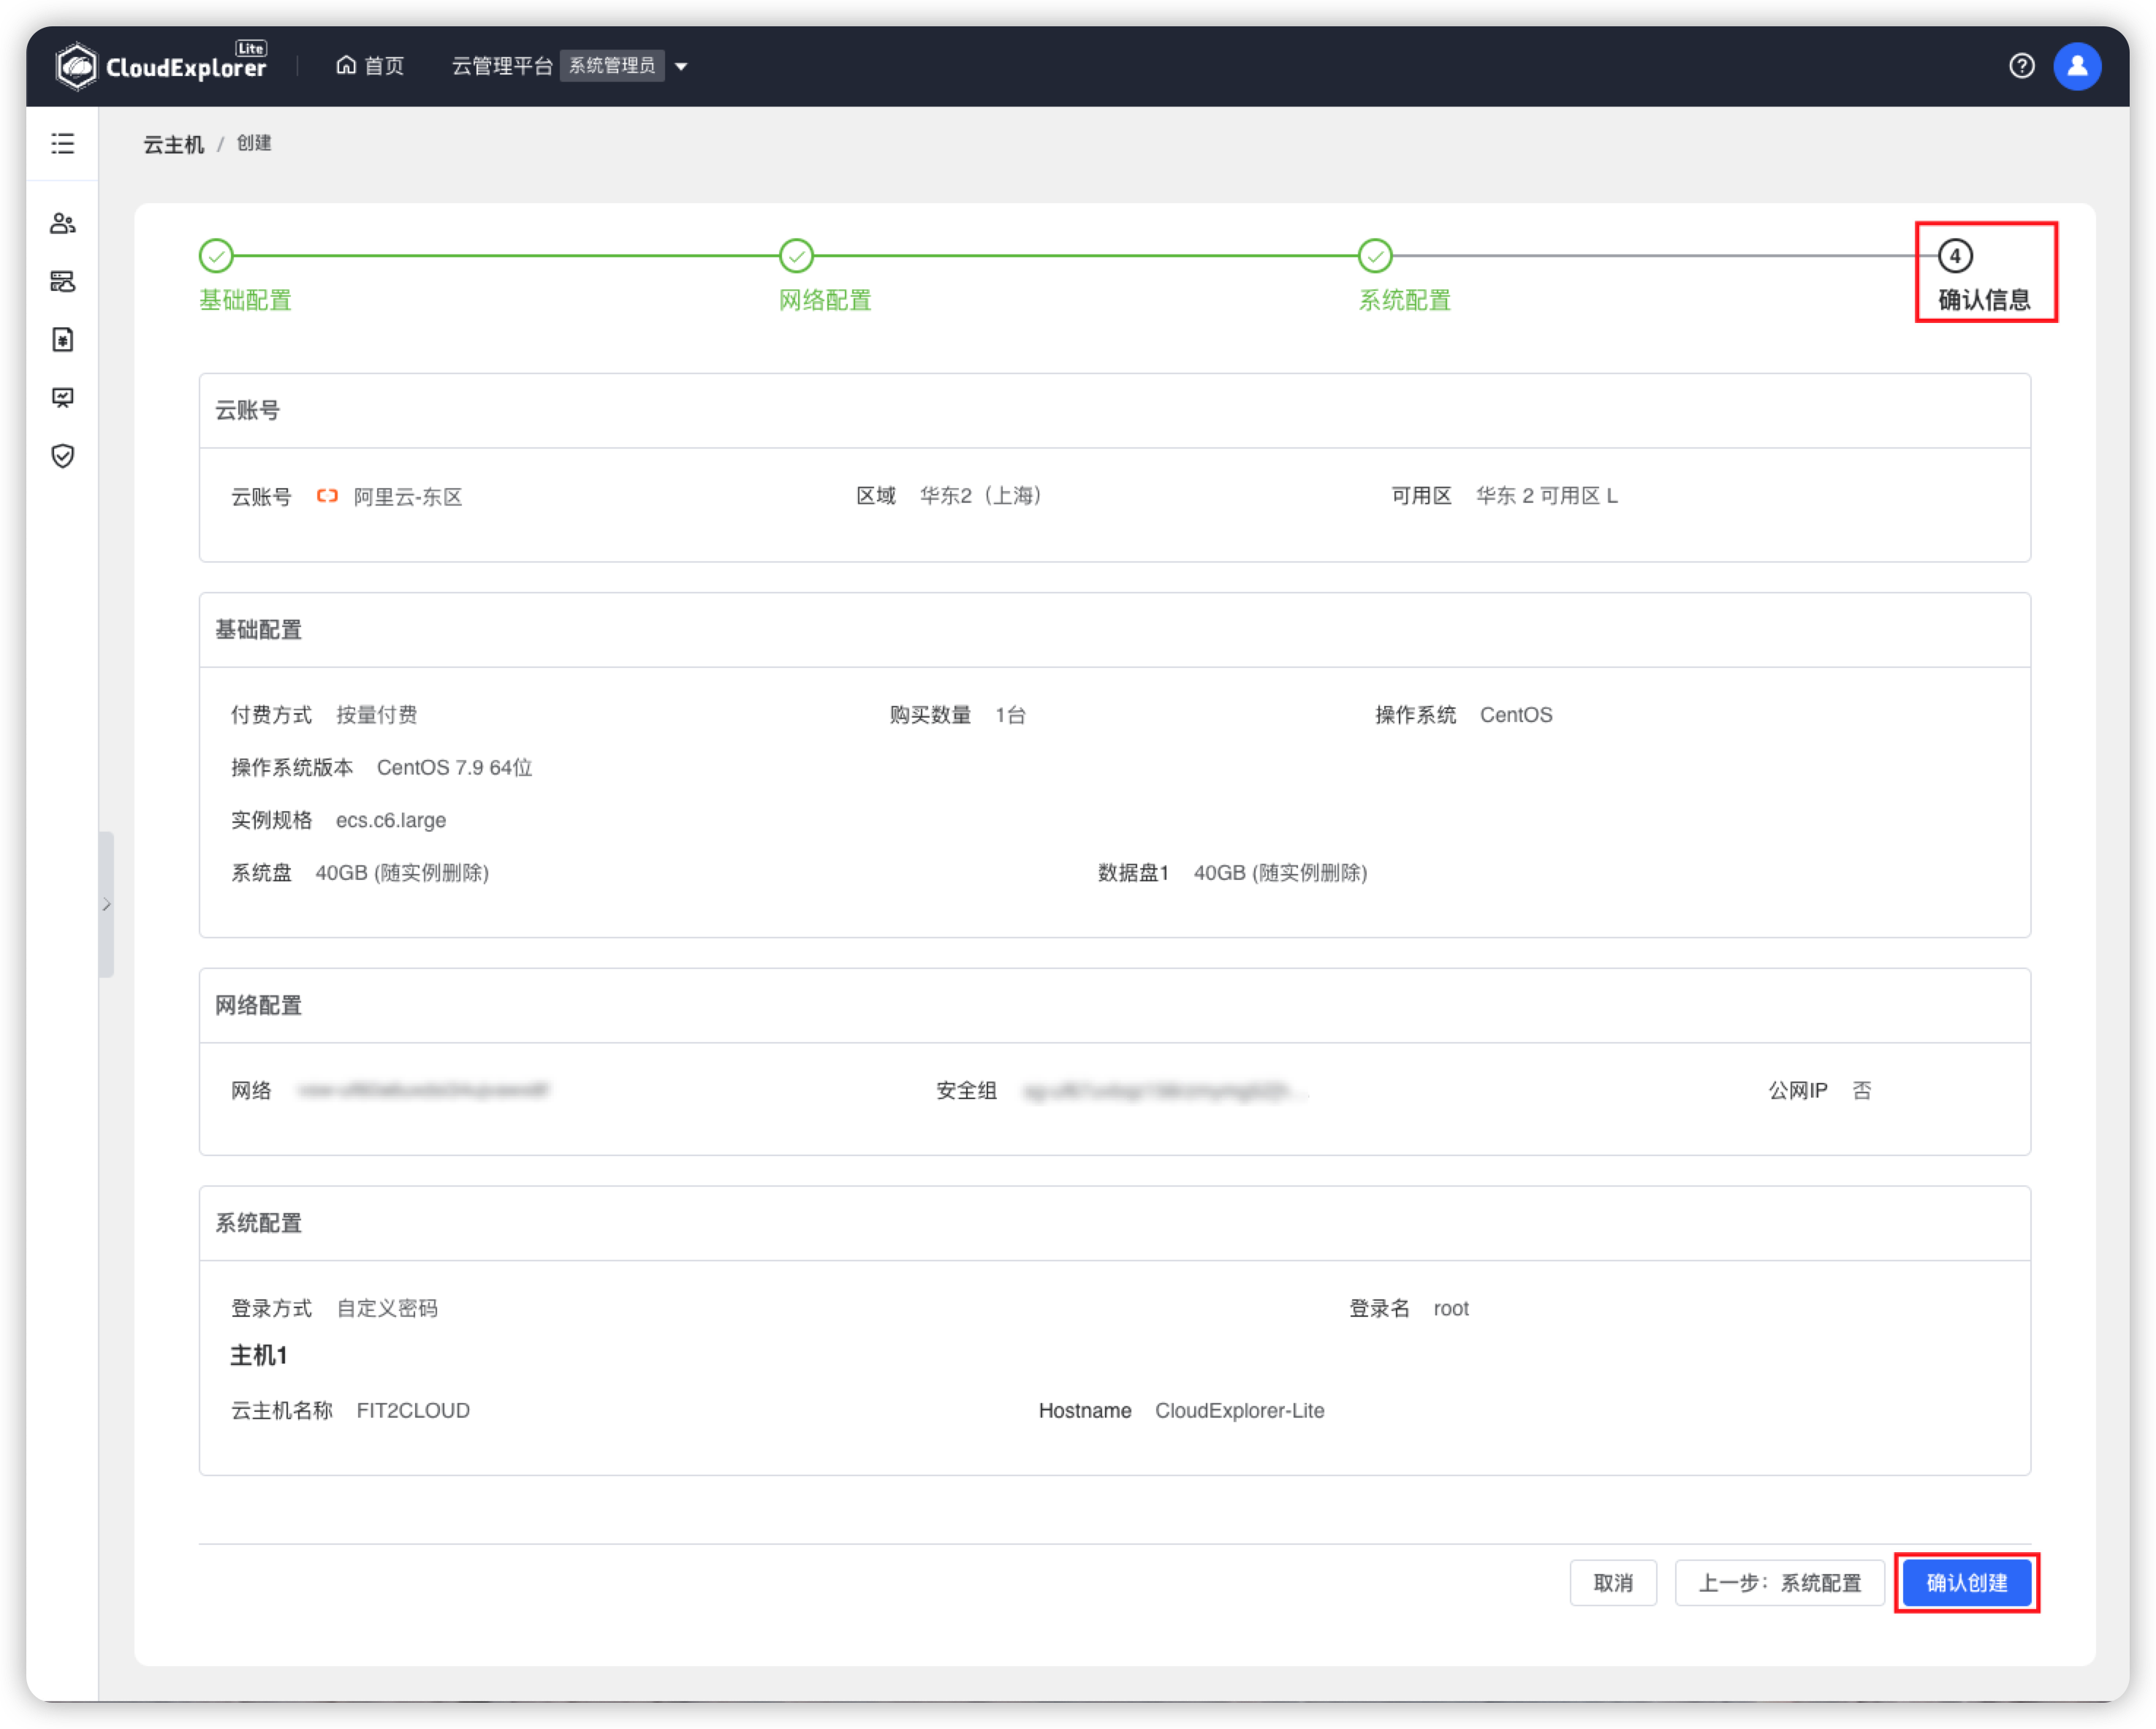 CloudExplorer Lite 首页 云管理平台 系统管理员
云主机 / 创建
4
基础配置 网络配置 系统配置 确认信息
云账号
云账号 阿里云-东区 区域 华东2（上海） 可用区 华东 2 可用区 L
基础配置
付费方式 按量付费 购买数量 1台 操作系统 CentOS
操作系统版本 CentOS 7.9 64位
实例规格 ecs.c6.large
系统盘 40GB (随实例删除) 数据盘1 40GB (随实例删除)
网络配置
网络 安全组 公网IP 否
系统配置
登录方式 自定义密码 登录名 root
主机1
云主机名称 FIT2CLOUD Hostname CloudExplorer-Lite
取消 上一步：系统配置 确认创建